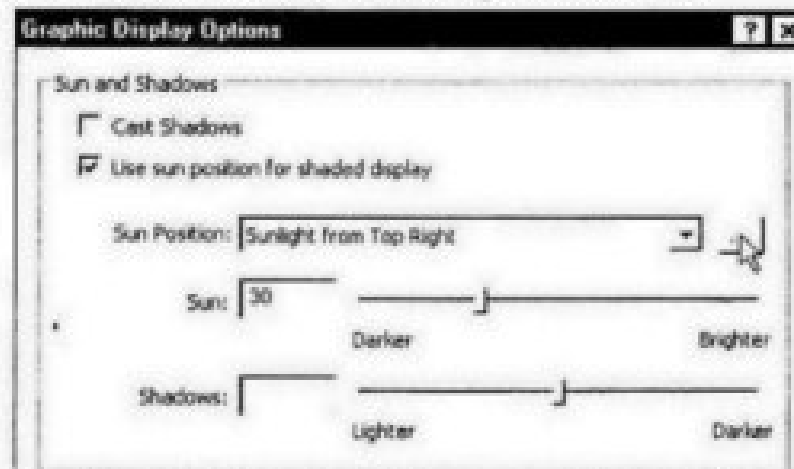 Graphic Display Options
Sun and Shadows
Cast Shadows
Use sun position for shaded display
Sun Position: Sunlight from Top Right
Sun: 30
Darker Brighter
Shadows:
Lighter Darker